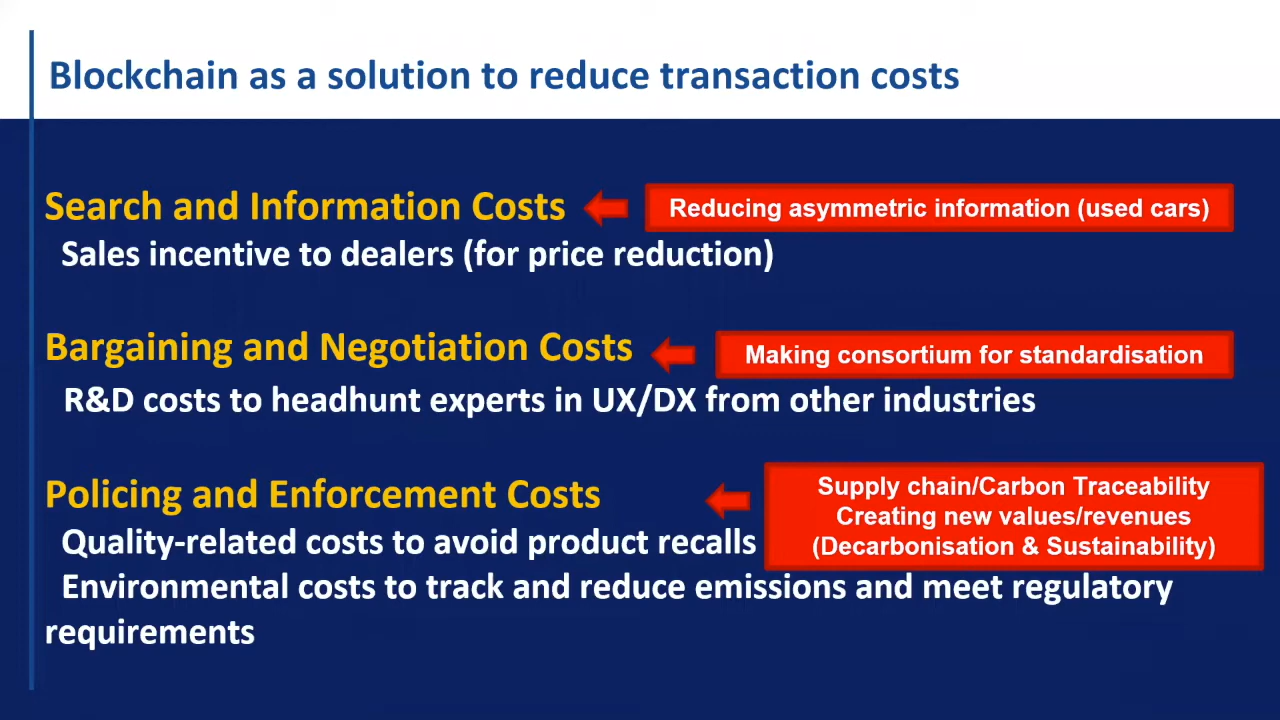 Blockchain as a solution to reduce transaction costs
Search and Information Costs
Reducing asymmetric information (used cars)
Sales incentive to dealers (for price reduction)
Bargaining and Negotiation Costs
Making consortium for standardisation
R&D costs to headhunt experts in UX/DX from other industries
Policing and Enforcement Costs
Supply chain/Carbon Traceability
Creating new values/revenues
(Decarbonisation & Sustainability)
Quality-related costs to avoid product recalls
Environmental costs to track and reduce emissions and meet regulatory
requirements